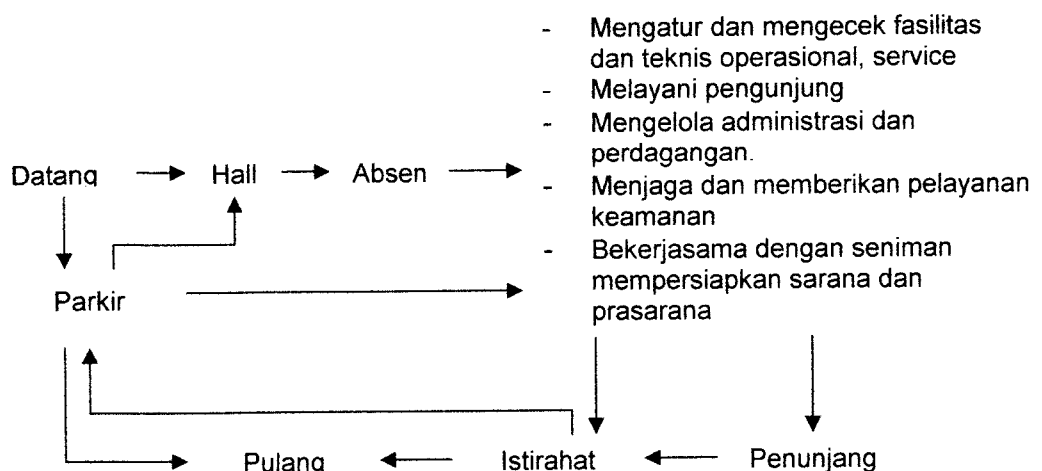 - Mengatur dan mengecek fasilitas
dan teknis operasional, service
- Melayani pengunjung
- Mengelola administrasi dan
perdagangan.
- Menjaga dan memberikan pelayanan
keamanan
- Bekerjasama dengan seniman
mempersiapkan sarana dan
prasarana
Datang
Hall
Absen
Parkir
Pulang
Istirahat
Penunjang